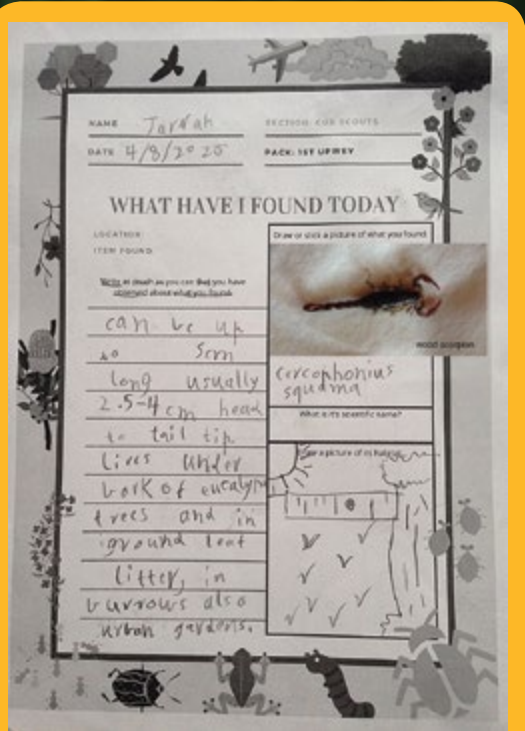 NAME Jarrah
SECTION: CUB SCOUTS
DATE 4/8/2025
PACK: 1ST UPWEY
WHAT HAVE I FOUND TODAY
LOCATION:
ITEM FOUND:
Write as much as you can that you have
observed about what you found.
can be up
to 5cm
long usually
2.5-4cm head
to tail tip
lives under
bark of eucalypt
trees and in
ground leaf
litter, in
burrows also
urban gardens.
Draw or stick a picture of what you found.
wood scorpion
cercophonius
squama
What is it's scientific name?
a picture of its habitat